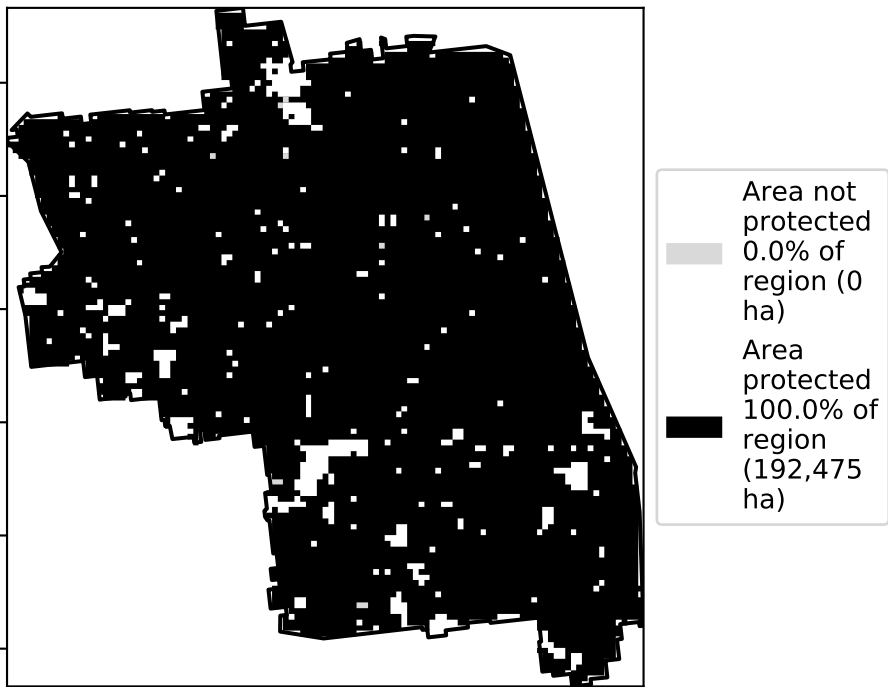 Area not
protected
0.0% of
region (0
ha)
Area
protected
100.0% of
region
(192,475
ha)